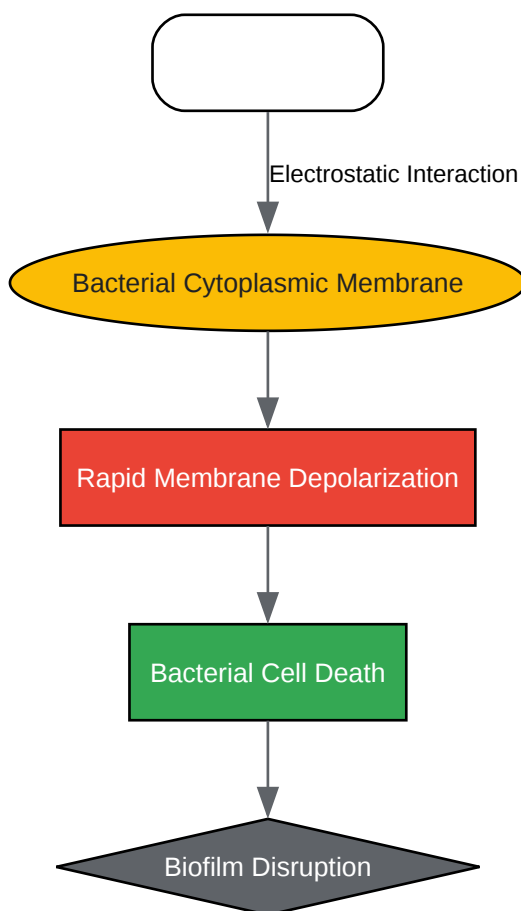 Electrostatic Interaction
Bacterial Cytoplasmic Membrane
Rapid Membrane Depolarization
Bacterial Cell Death
Biofilm Disruption